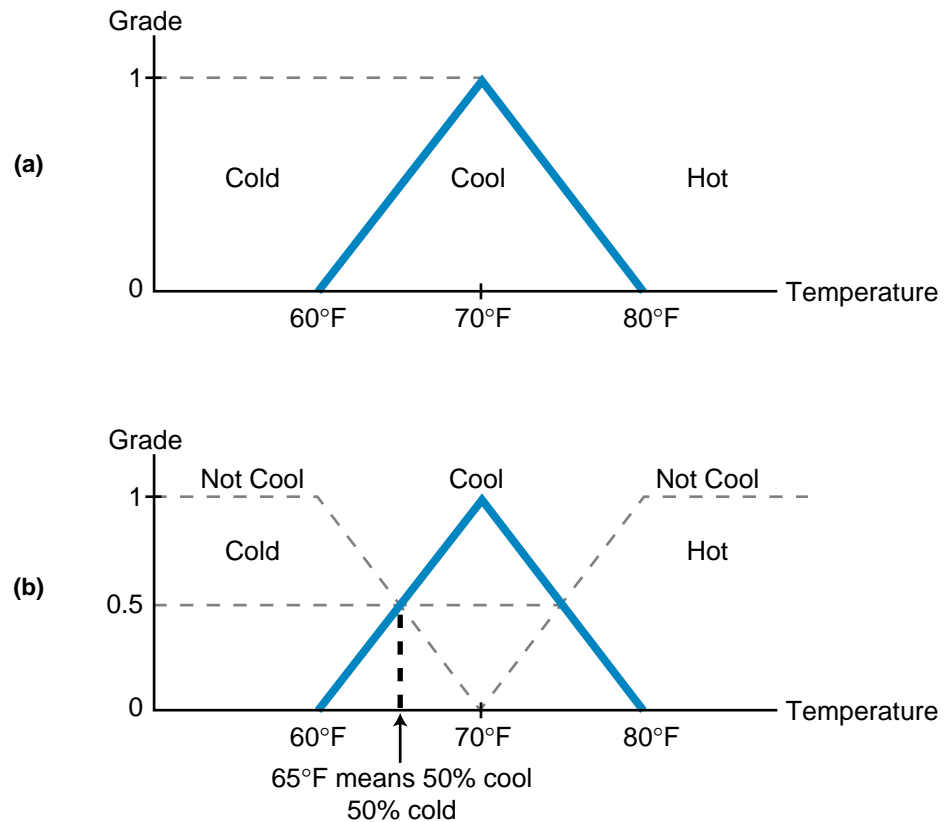 Grade
1
(a)
Cold Cool Hot
0
Temperature
60°F 70°F 80°F
Grade
Not Cool Cool Not Cool
1
Cold Hot
(b)
0.5
0
Temperature
60°F 70°F 80°F
65°F means 50% cool
50% cold